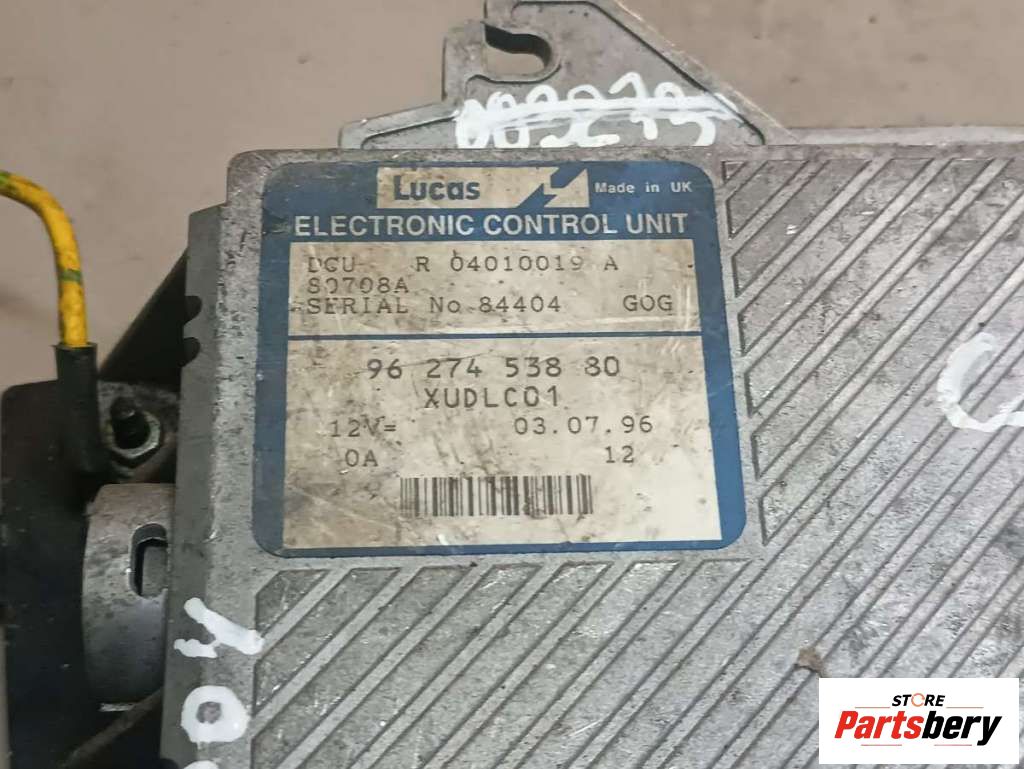 Lucas Made in UK
ELECTRONIC CONTROL UNIT
DCU R 04010019 A
80708A
SERIAL No 84404 GOG
96 274 538 80
XUDLC01
12V= 03.07.96
0A 12
STORE
Partsbery